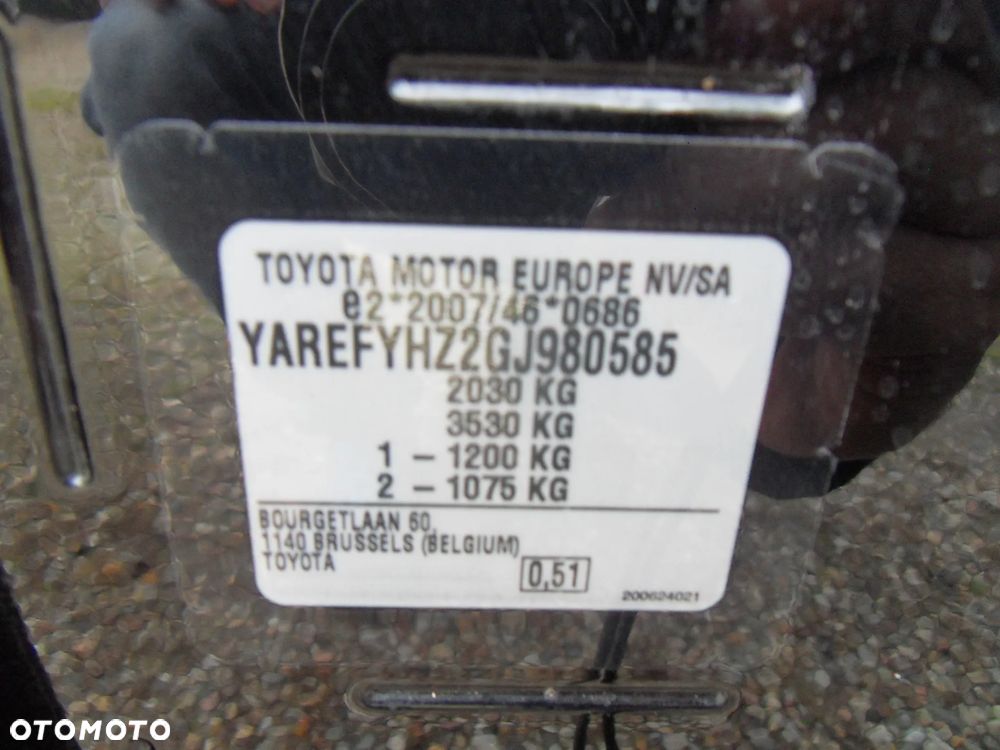 TOYOTA MOTOR EUROPE NV/SA
e2*2007/46*0686
YAREFYHZ2GJ980585
2030 KG
3530 KG
1 - 1200 KG
2 - 1075 KG
BOURGETLAAN 60,
1140 BRUSSELS (BELGIUM)
TOYOTA
0,51
200624021
OTOMOTO